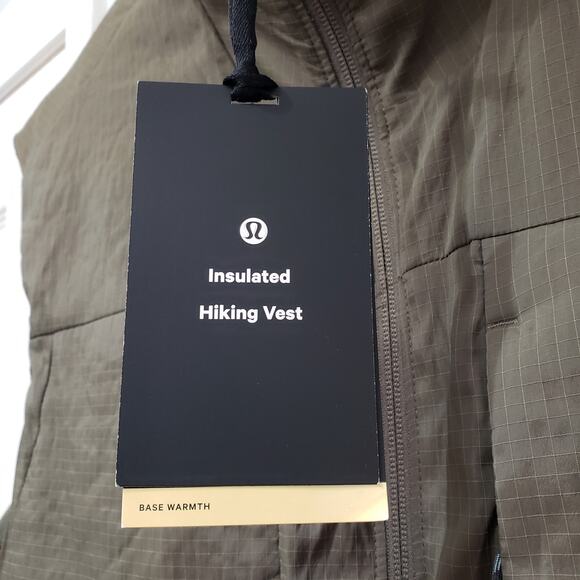 Insulated
Hiking Vest
BASE WARMTH